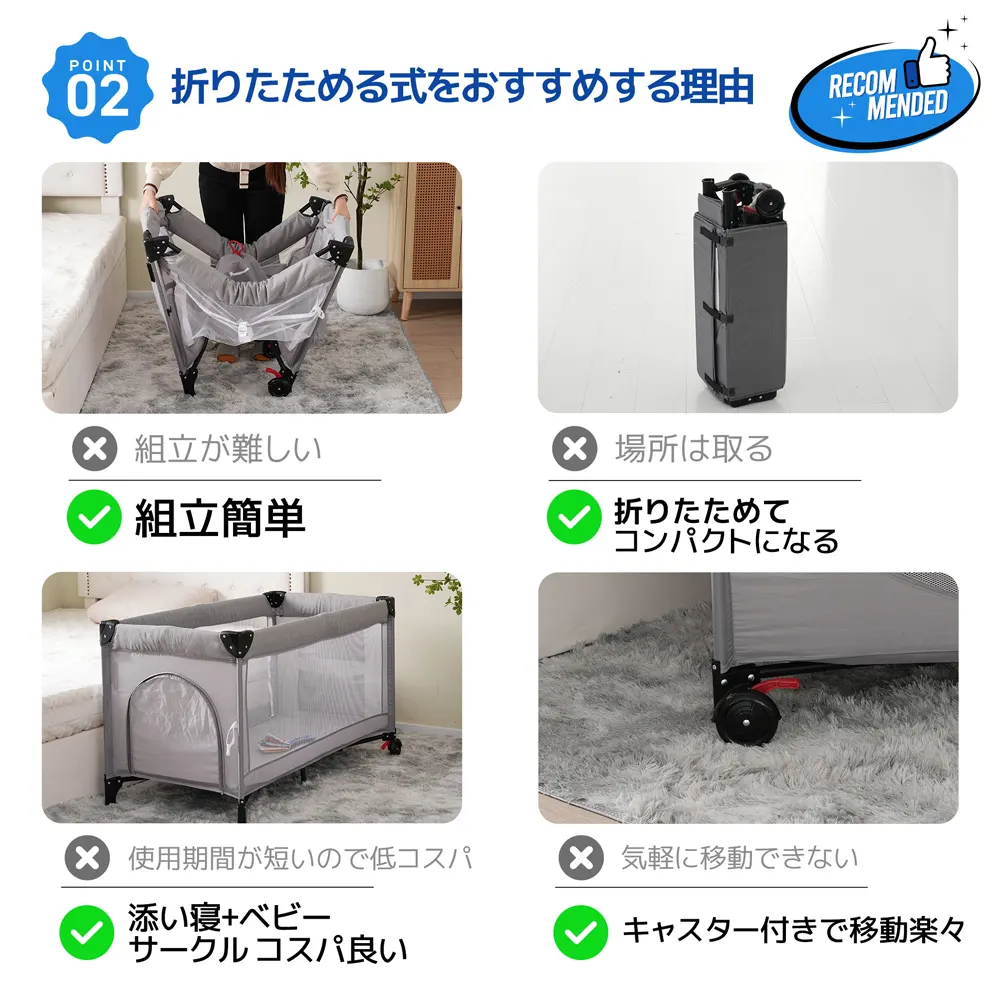 POINT
02
折りたためる式をおすすめする理由
RECOM
MENDED
組立が難しい
場所は取る
組立簡単
折りたためて
コンパクトになる
使用期間が短いので低コスパ
気軽に移動できない
添い寝+ベビー
サークル コスパ良い
キャスター付きで移動楽々